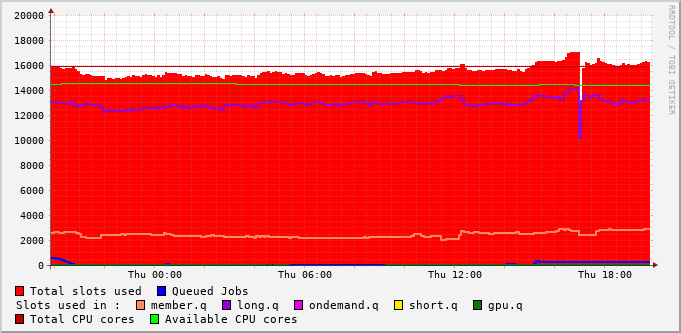 20000
18000
16000
14000
12000
10000
8000
6000
4000
2000
0
Thu 00:00 Thu 06:00 Thu 12:00 Thu 18:00
Total slots used Queued Jobs
Slots used in : member.q long.q ondemand.q short.q gpu.q
Total CPU cores Available CPU cores
RRDTOOL / TOBI OETIKER